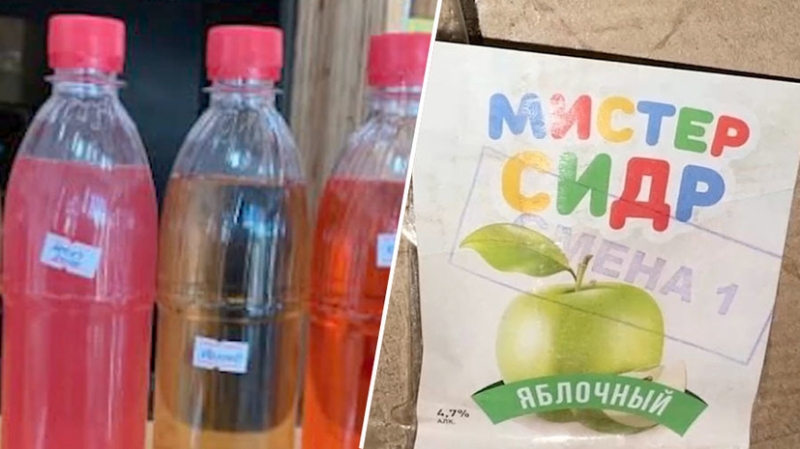 МИСТЕР
СИДР
СМЕНА 1
ЯБЛОЧНЫЙ
4,7%
АЛК.